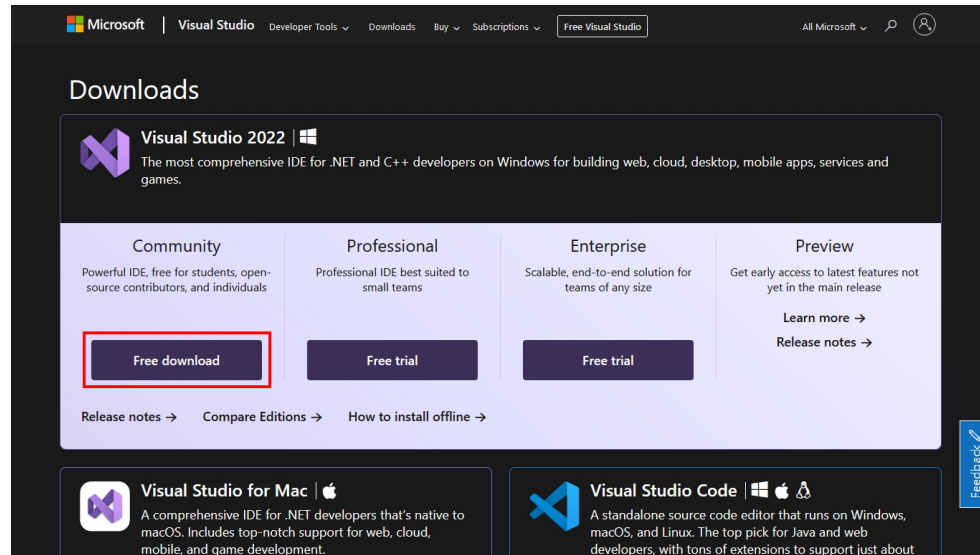 Microsoft Visual Studio Developer Tools Downloads Buy Subscriptions Free Visual Studio All Microsoft
Downloads
Visual Studio 2022
The most comprehensive IDE for .NET and C++ developers on Windows for building web, cloud, desktop, mobile apps, services and
games.
Community
Powerful IDE, free for students, open-
source contributors, and individuals
Free download
Professional
Professional IDE best suited to
small teams
Free trial
Enterprise
Scalable, end-to-end solution for
teams of any size
Free trial
Preview
Get early access to latest features not
yet in the main release
Learn more →
Release notes →
Release notes → Compare Editions → How to install offline →
Feedback
Visual Studio for Mac
A comprehensive IDE for .NET developers that's native to
macOS. Includes top-notch support for web, cloud,
mobile, and game development.
Visual Studio Code
A standalone source code editor that runs on Windows,
macOS, and Linux. The top pick for Java and web
developers, with tons of extensions to support just about